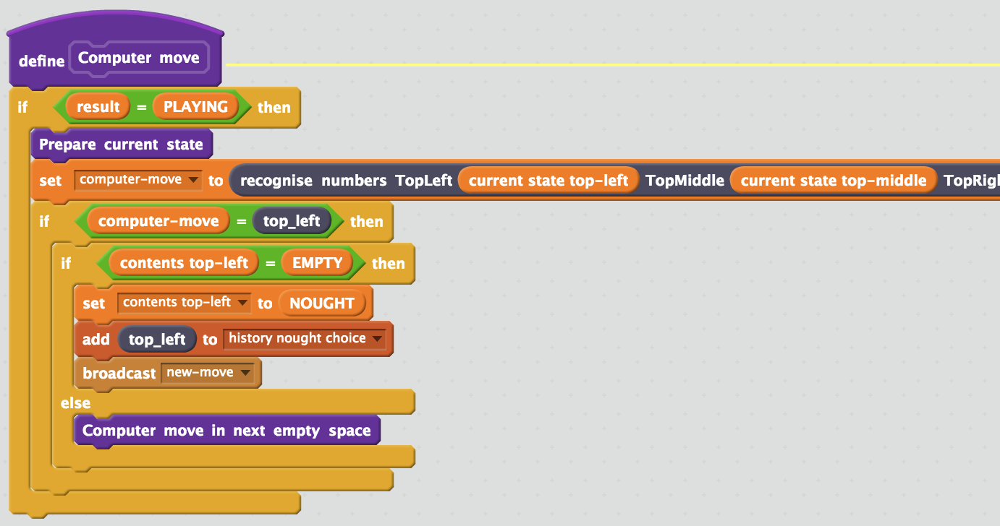 define Computer move
if result = PLAYING then
Prepare current state
set computer-move to recognise numbers TopLeft current state top-left TopMiddle current state top-middle
if computer-move = top_left then
if contents top-left = EMPTY then
set contents top-left to NOUGHT
add top_left to history nought choice
broadcast new-move
else
Computer move in next empty space